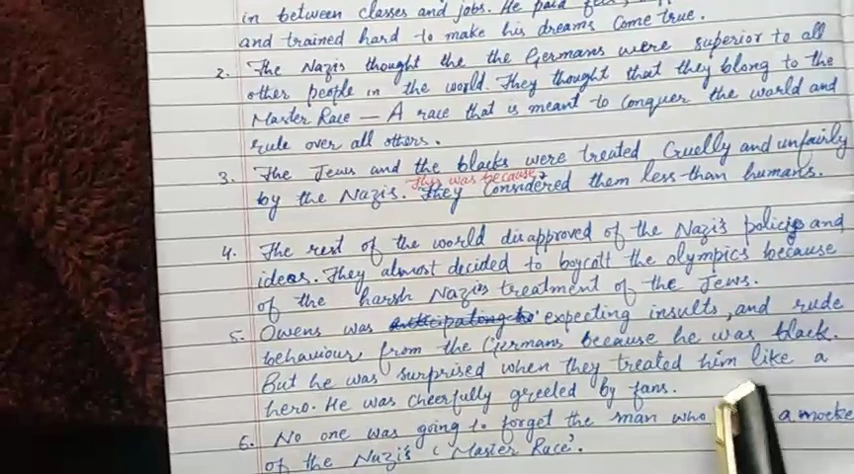 in between classes and jobs. He paid
and trained hard to make his dreams come true.
2. The Nazis thought the the Germans were superior to all
other people in the world. They thought that they blong to the
Master Race – A race that is meant to conquer the world and
rule over all others.
3. The Jews and the blacks were treated Cruelly and unfairly
This was because,
by the Nazis. They Considered them less than humans.
4. The rest of the world disapproved of the Nazi's policies and
ideas. They almost decided to boycott the olympics because
of the harsh Nazi's treatment of the Jews.
5. Owens was expecting insults, and rude
behaviours from the Germans because he was black.
But he was surprised when they treated him like a
hero. He was cheerfully greeted by fans.
6. No one was going to forget the man who a mocke
of the Nazi's 'Master Race'.